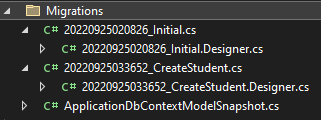 Migrations
C# 20220925020826_Initial.cs
C# 20220925020826_Initial.Designer.cs
C# 20220925033652_CreateStudent.cs
C# 20220925033652_CreateStudent.Designer.cs
C# ApplicationDbContextModelSnapshot.cs